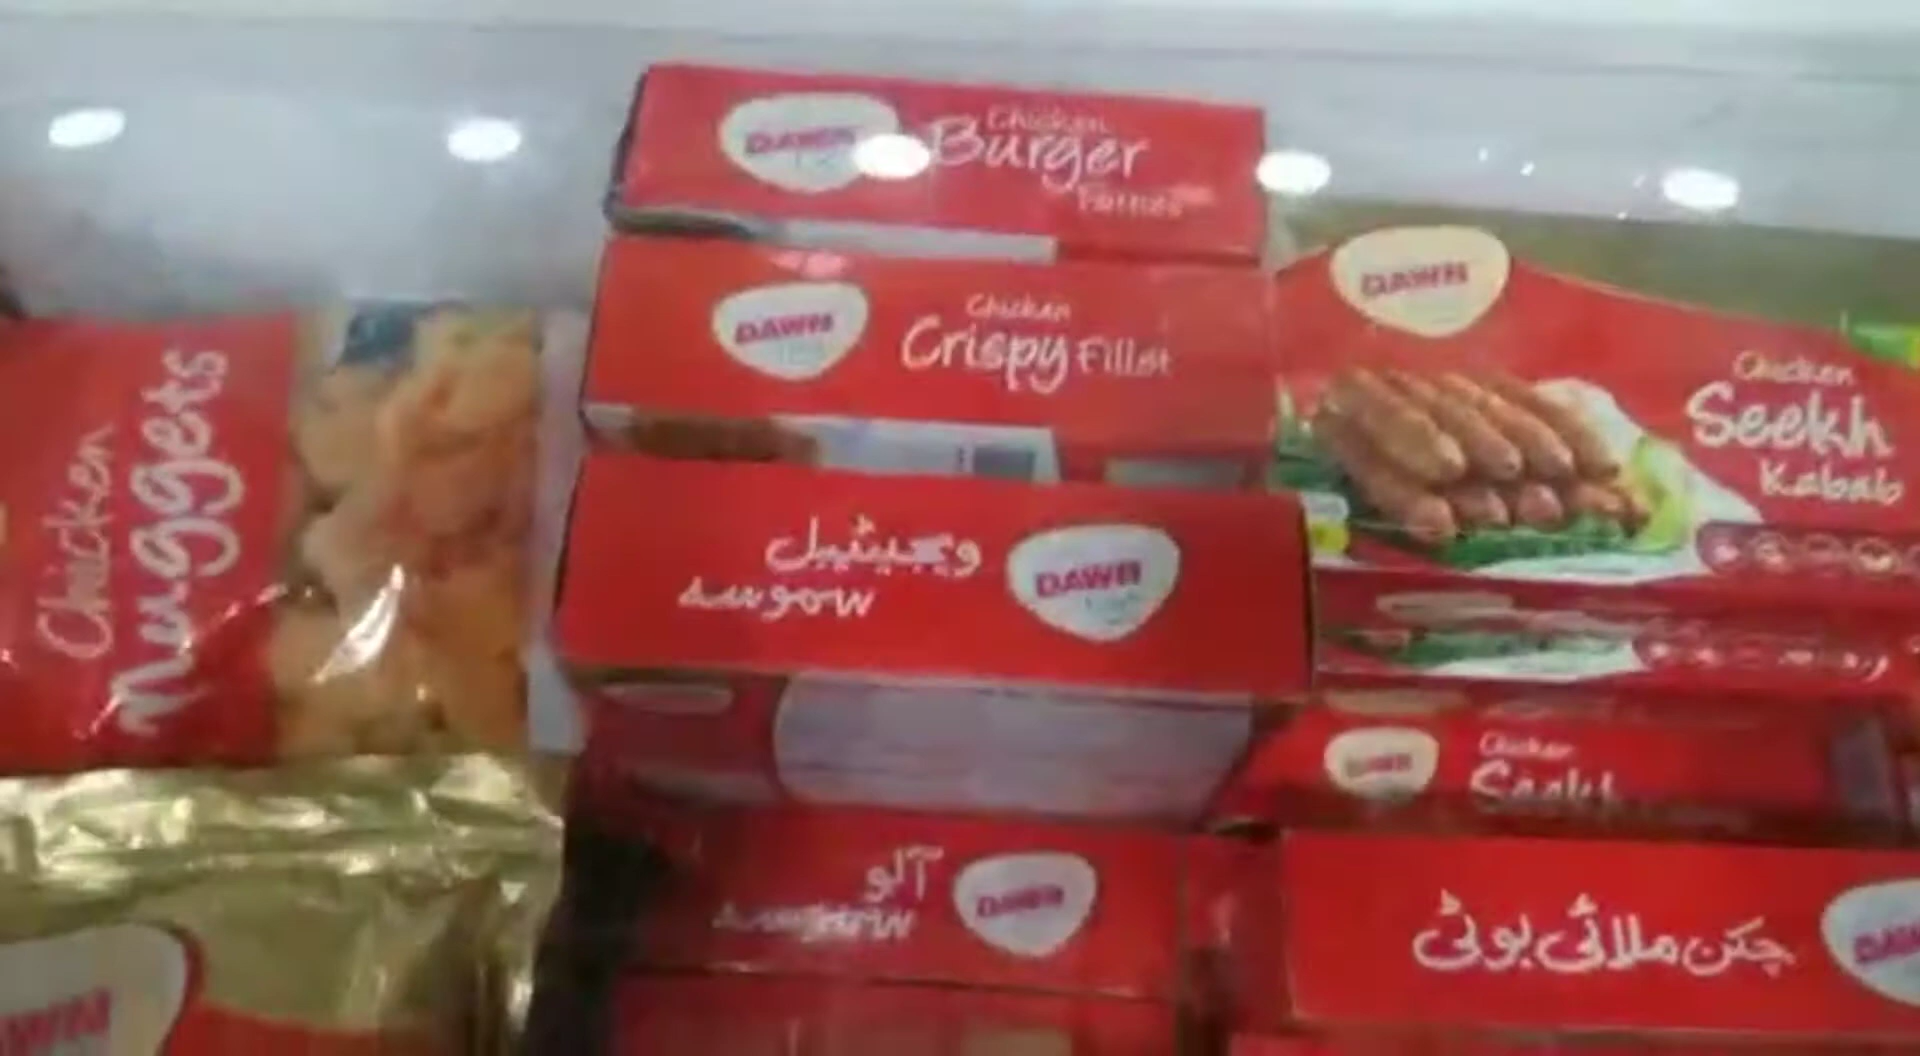 DAWN
Chicken
Burger
Patties
DAWN
Chicken
Crispy Fillet
DAWN
Chicken
Seekh
Kabab
Chicken
nuggets
ویجیٹیبل
سموسہ
DAWN
DAWN
Chicken
Seekh
آلو
سموسہ
DAWN
چکن ملائی بوٹی